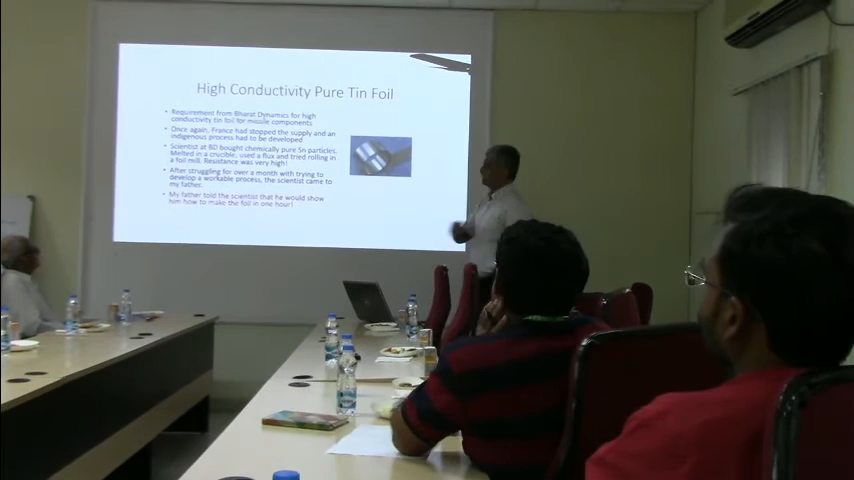 High Conductivity Pure Tin Foil
• Requirement from Bharat Dynamics for high
conductivity tin foil for missile components
• Once again, France had stopped the supply and an
indigenous process had to be developed
• Scientist at BD bought chemically pure Sn particles.
Melted in a crucible, used a flux and tried rolling in
a foil mill. Resistance was very high!
• After struggling for over a month with trying to
develop a workable process, the scientist came to
my father.
• My father told the scientist that he would show
him how to make the foil in one hour!